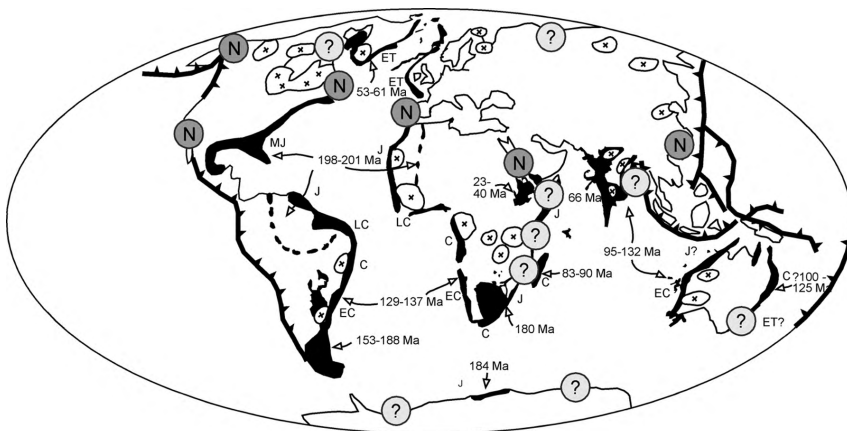 N
?
?
ET
ET
53-61 Ma
N
N
N
N
MJ
J
198-201 Ma
N
23-
40 Ma
66 Ma
?
?
J
J
LC
LC
C
C
?
95-132 Ma
J?
?
83-90 Ma
C ?100 -
125 Ma
EC
129-137 Ma
EC
J
EC
C
180 Ma
?
ET?
153-188 Ma
184 Ma
J
?
?